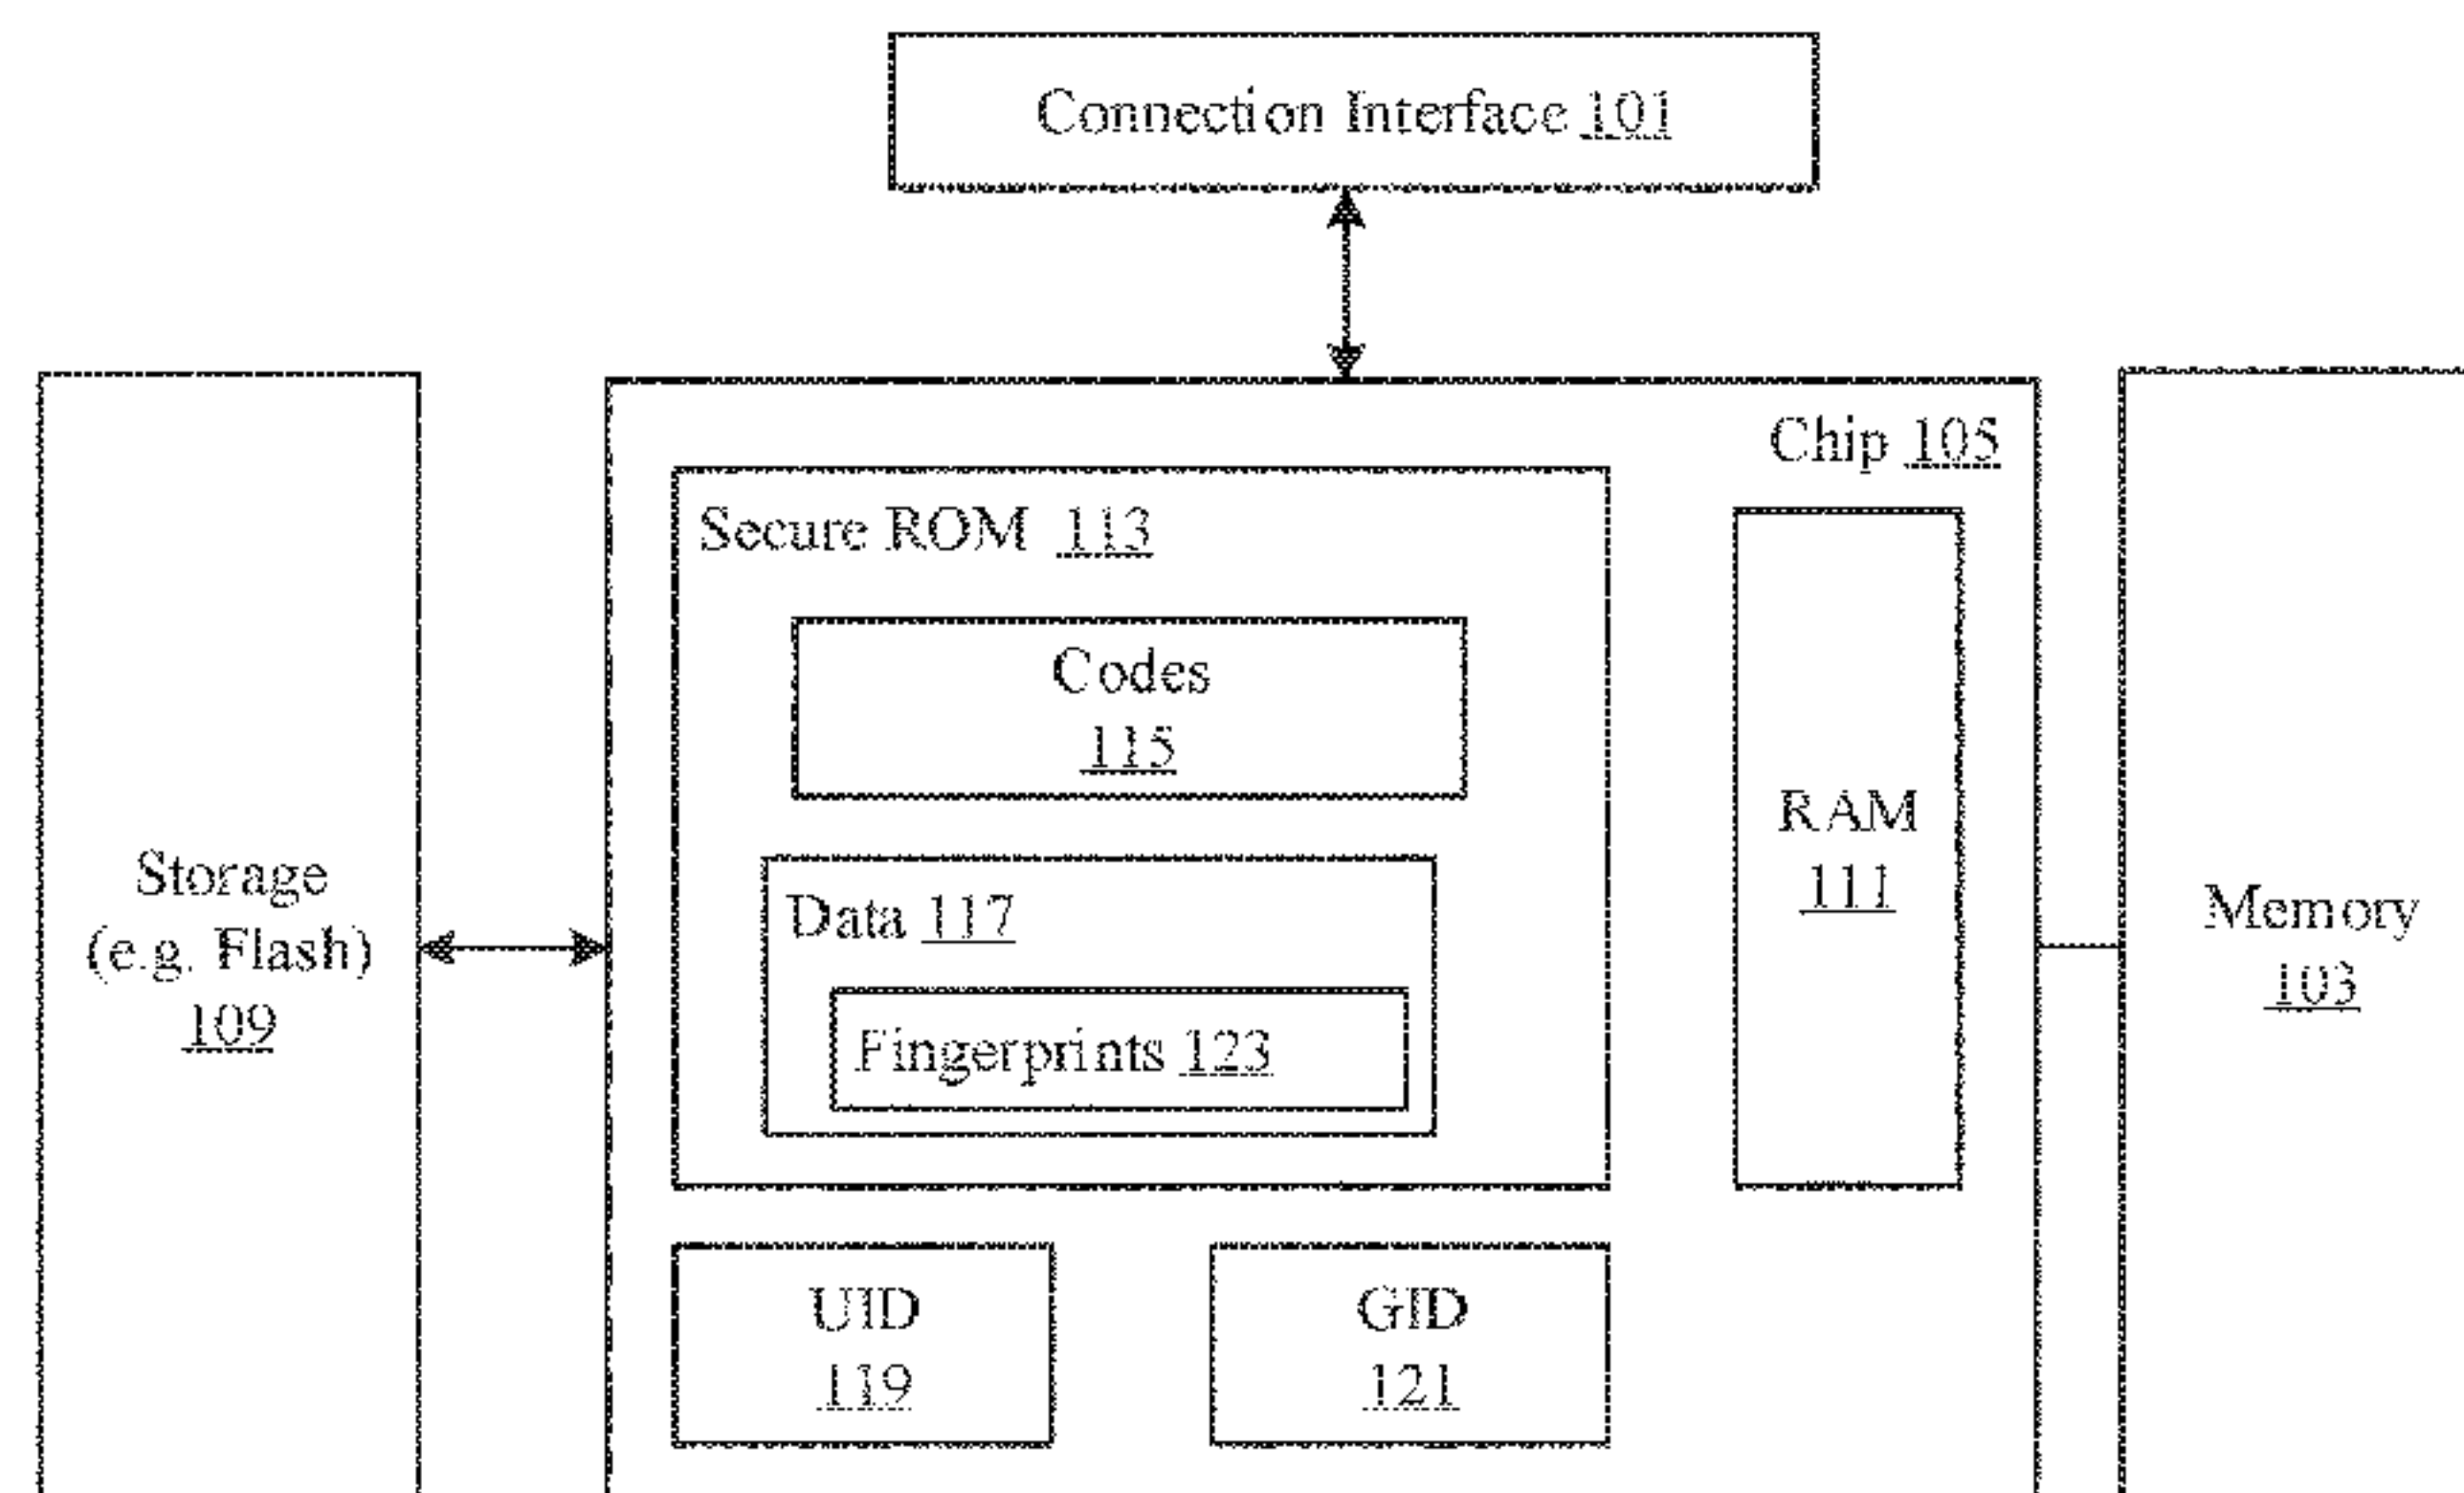 Connection Interface 101
Chip 105
Secure ROM 113
Codes
115
Data 117
Fingerprints 123
RAM
111
Storage
(e.g. Flash)
109
Memory
103
UID
119
GID
121